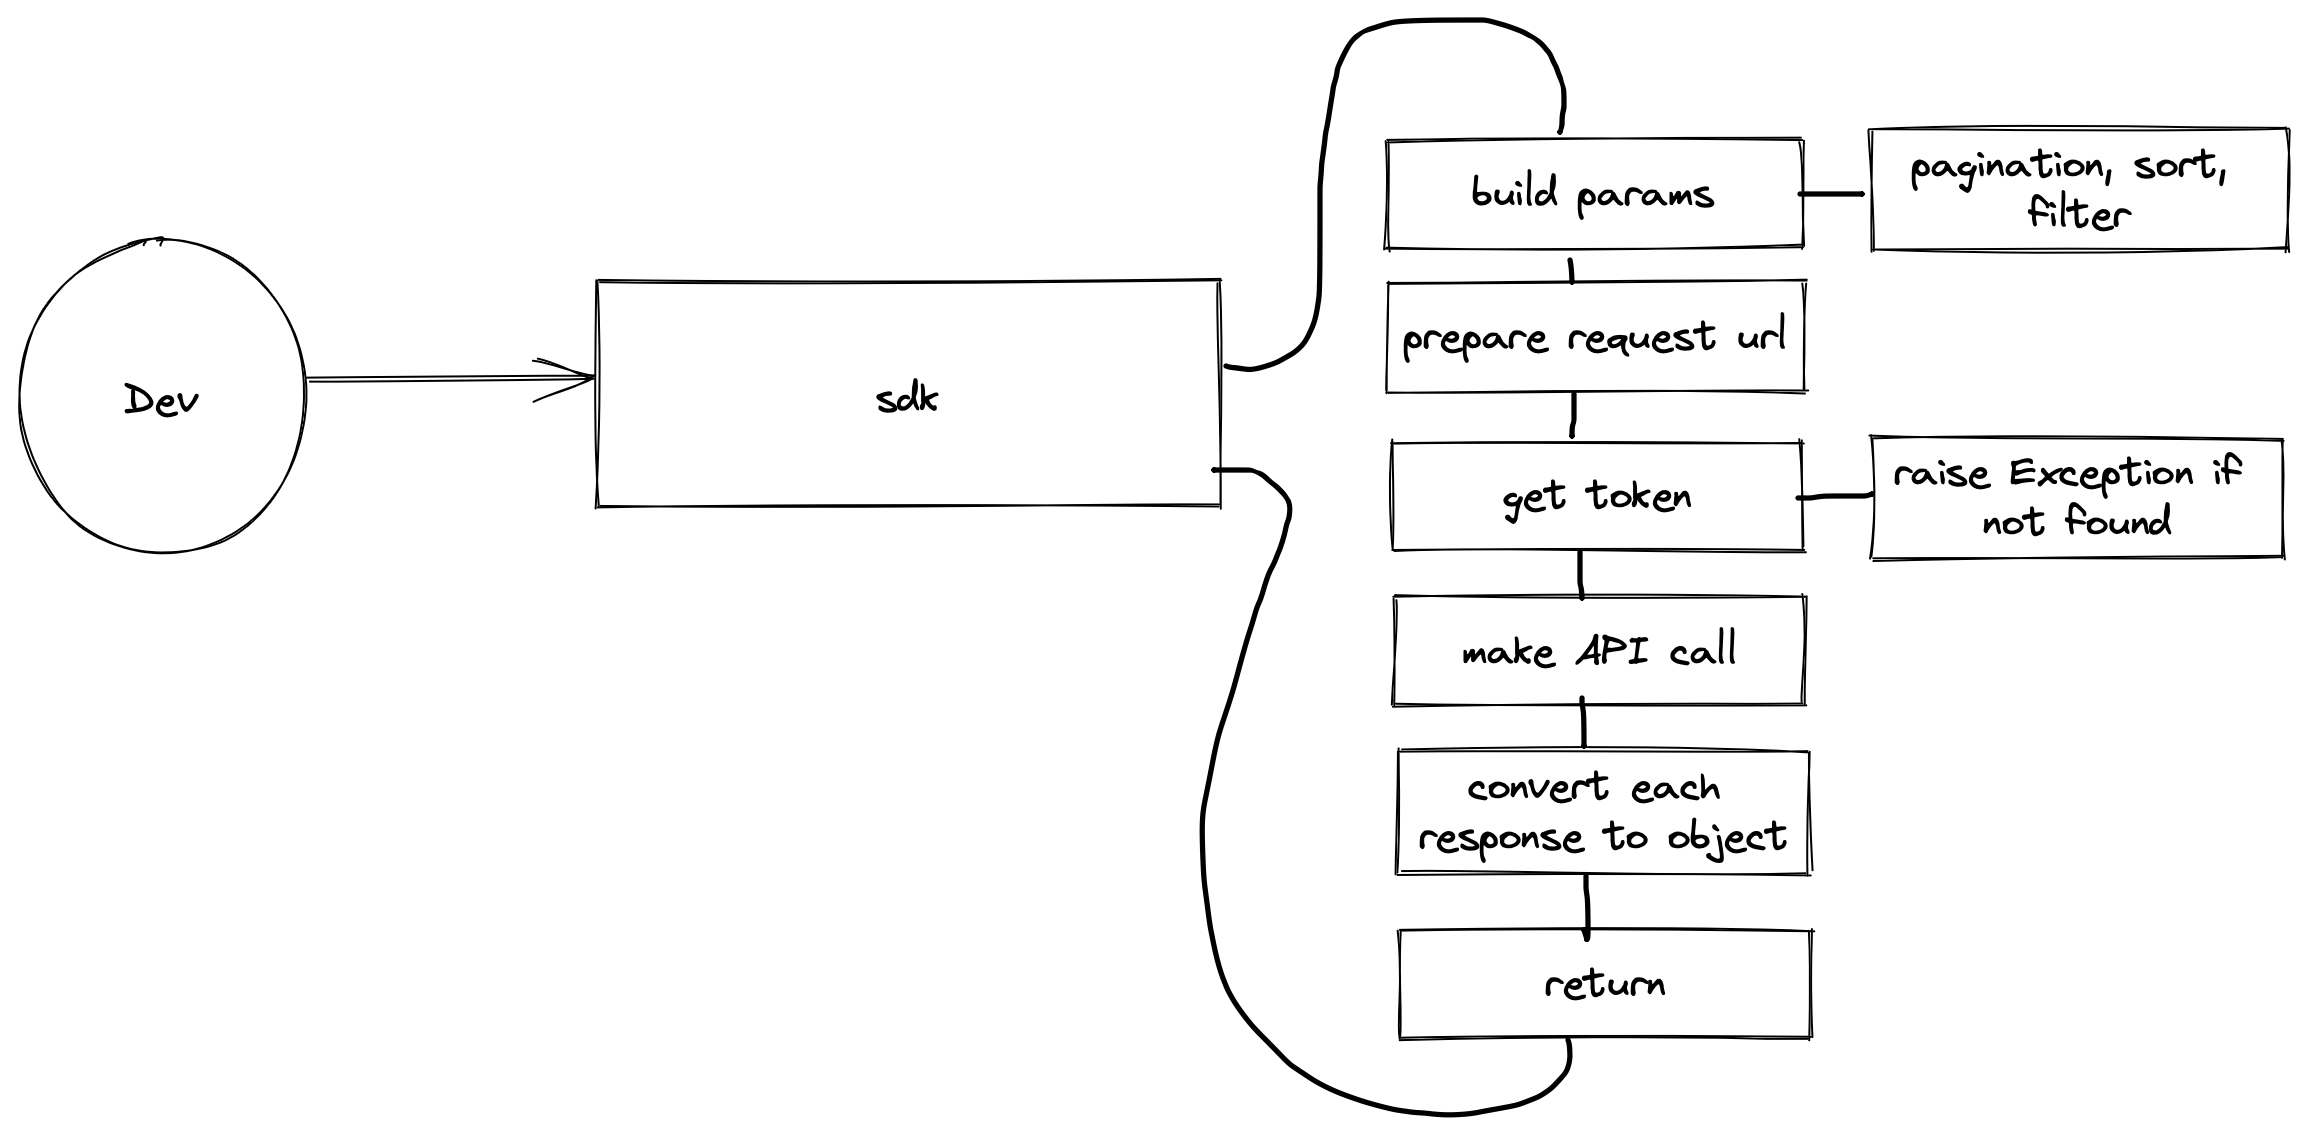 Dev
sdk
build params
pagination, sort,
filter
prepare request url
get token
raise Exception if
not found
make API call
convert each
response to object
return